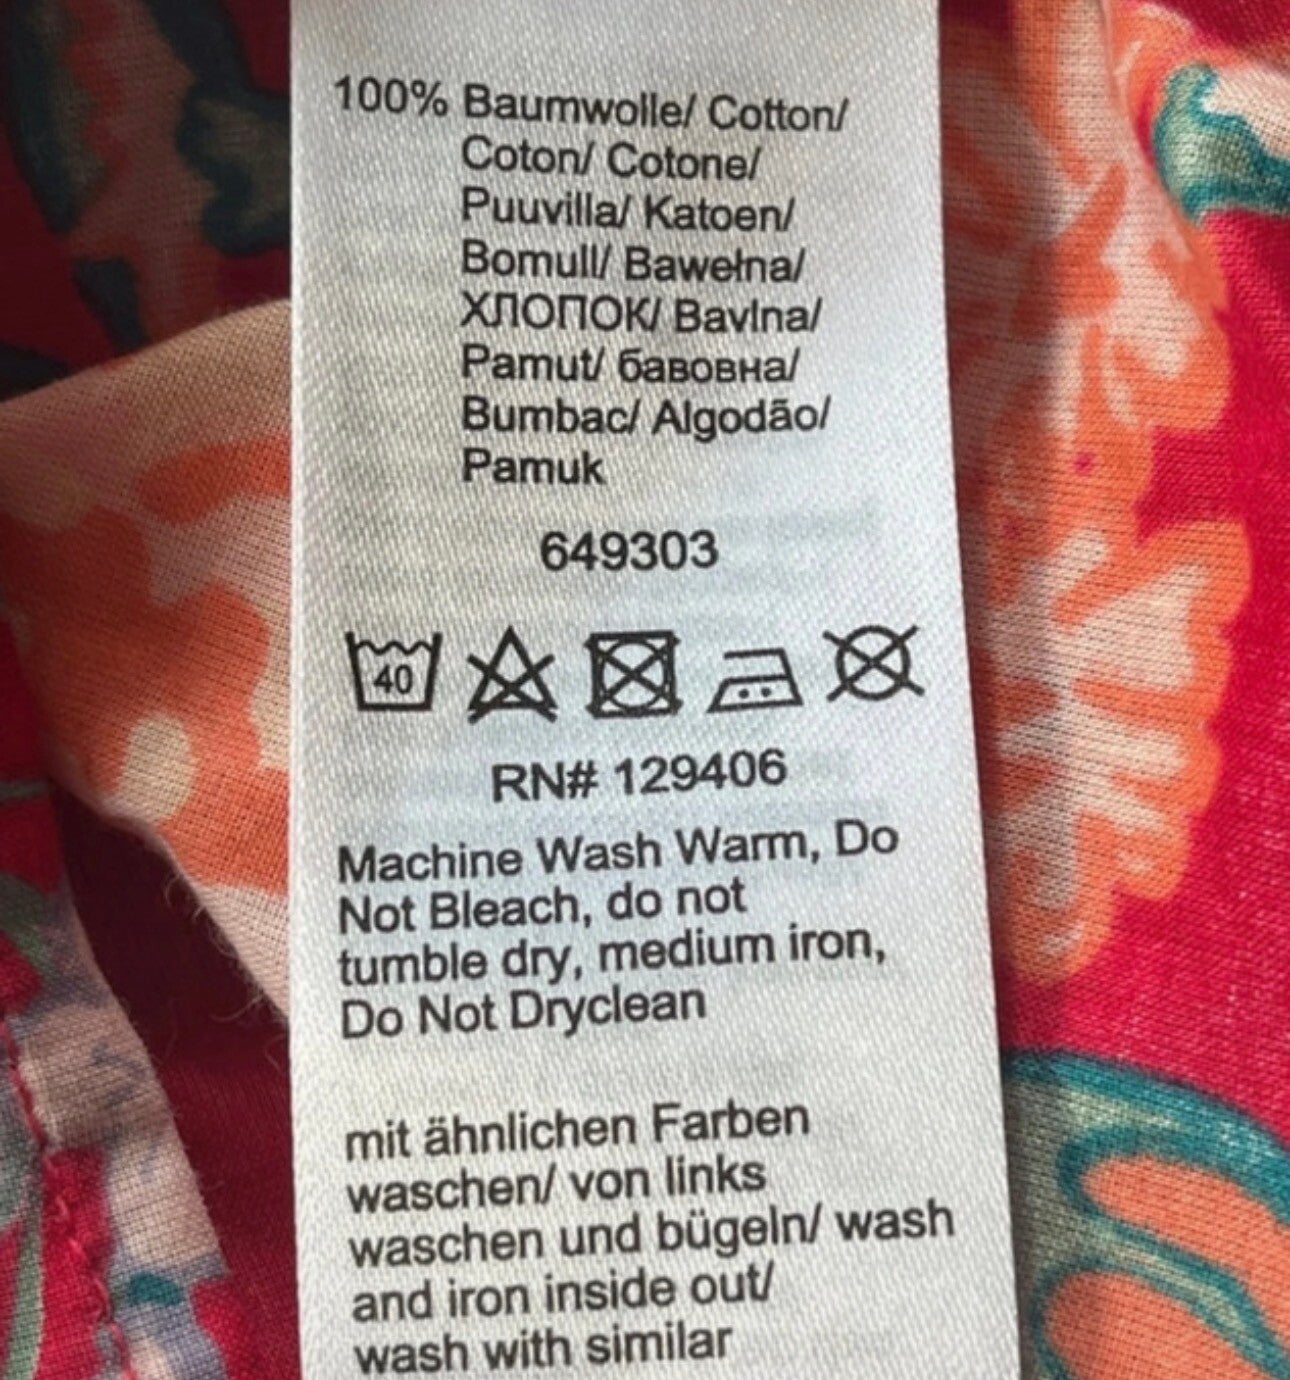 100% Baumwolle/ Cotton/
Coton/ Cotone/
Puuvilla/ Katoen/
Bomull/ Bawełna/
ХЛОПОК/ Bavlna/
Pamut/ бавовна/
Bumbac/ Algodão/
Pamuk
649303
40
RN# 129406
Machine Wash Warm, Do
Not Bleach, do not
tumble dry, medium iron,
Do Not Dryclean
mit ähnlichen Farben
waschen/ von links
waschen und bügeln/ wash
and iron inside out/
wash with similar